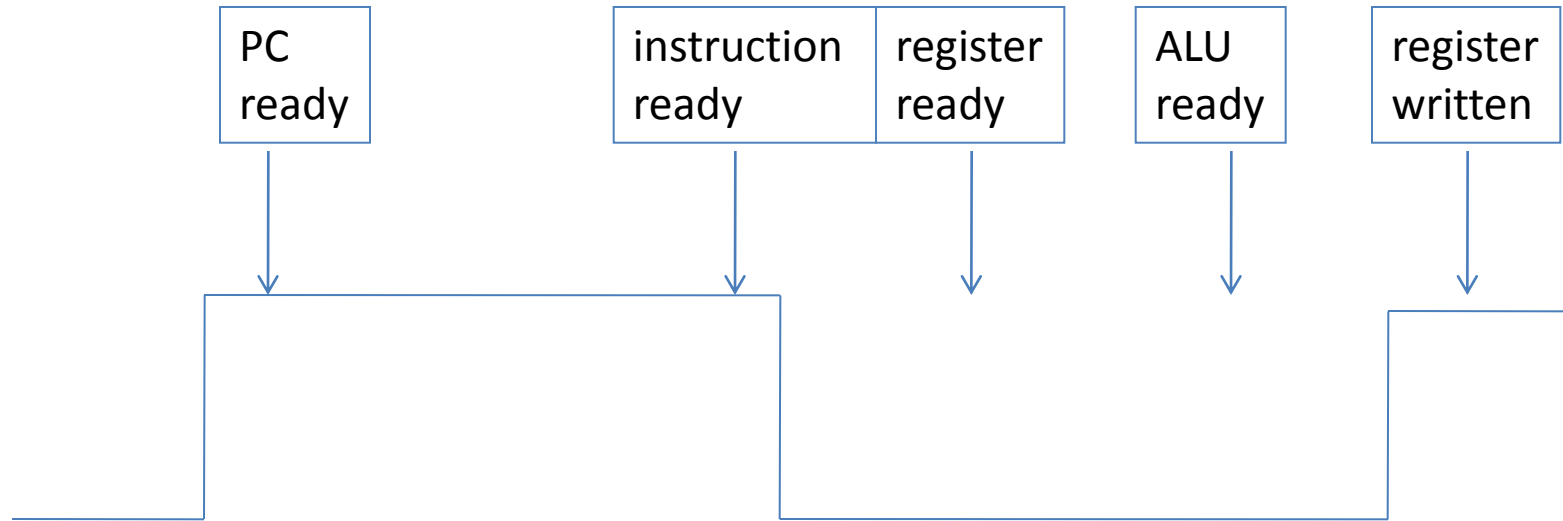 PC
ready
instruction
ready
register
ready
ALU
ready
register
written